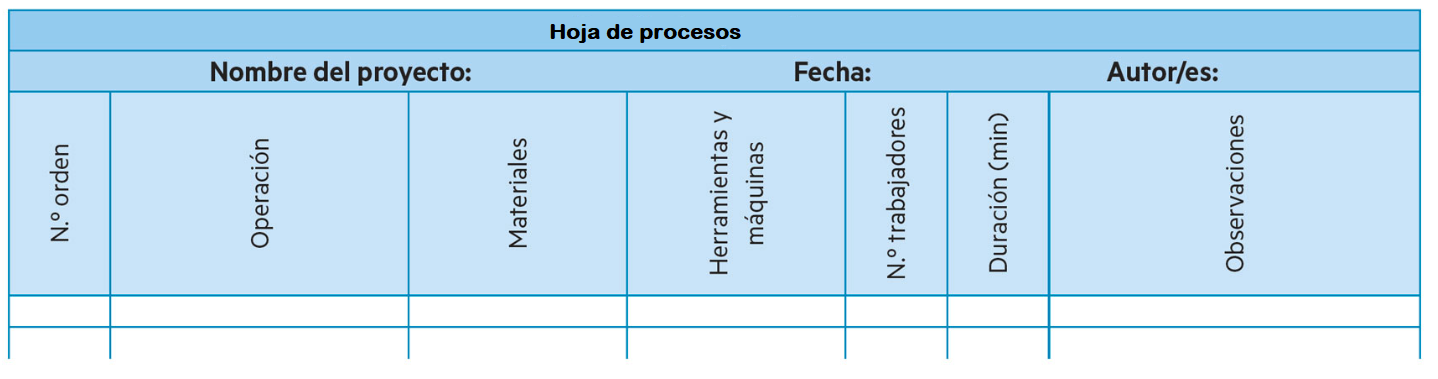 Hoja de procesos
Nombre del proyecto: Fecha: Autor/es:
N.º orden
Operación
Materiales
Herramientas y
máquinas
N.º trabajadores
Duración (min)
Observaciones